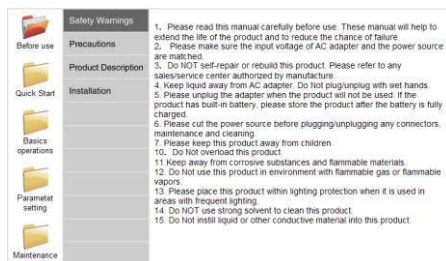 Before use
Quick Start
Basics
operations
Parametet
setting
Maintenance
Safety Warnings
Precautions
Product Description
Installation
1. Please read this manual carefully before use. These manual will help to
extend the life of the product and to reduce the chance of failure.
2. Please make sure the input voltage of AC adapter and the power source
are matched.
3. Do NOT self-repair or rebuild this product. Please refer to any
sales/service center authorized by manufacture.
4. Keep liquid away from AC adapter. Do Not plug/unplug with wet hands.
5. Please unplug the adapter when the product will not be used. If the
product has built-in battery, please store the product after the battery is fully
charged.
6. Please cut the power source before plugging/unplugging any connectors,
maintenance and cleaning.
7. Please keep this product away from children.
10. Do Not overload this product.
11.Keep away from corrosive substances and flammable materials.
12. Do Not use this product in environment with flammable gas or flammable
vapors.
13. Please place this product within lighting protection when it is used in
areas with frequent lighting.
14. Do NOT use strong solvent to clean this product.
15. Do Not instill liquid or other conductive material into this product.